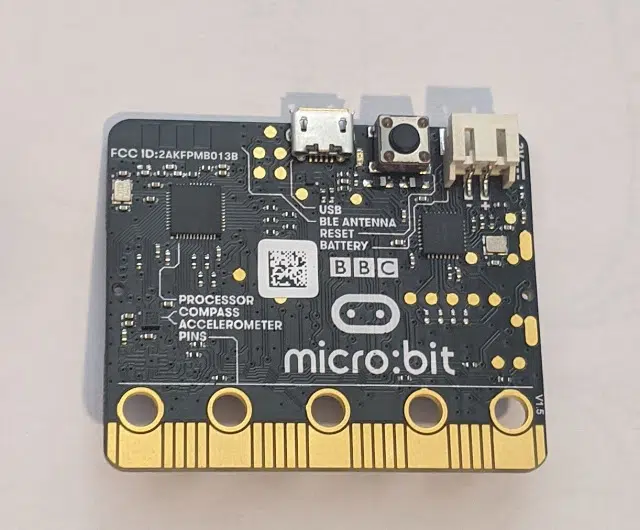 FCC ID:2AKFPMB013B
USB
BLE ANTENNA
RESET
BATTERY
BBC
PROCESSOR
COMPASS
ACCELEROMETER
PINS
micro:bit
V1.5